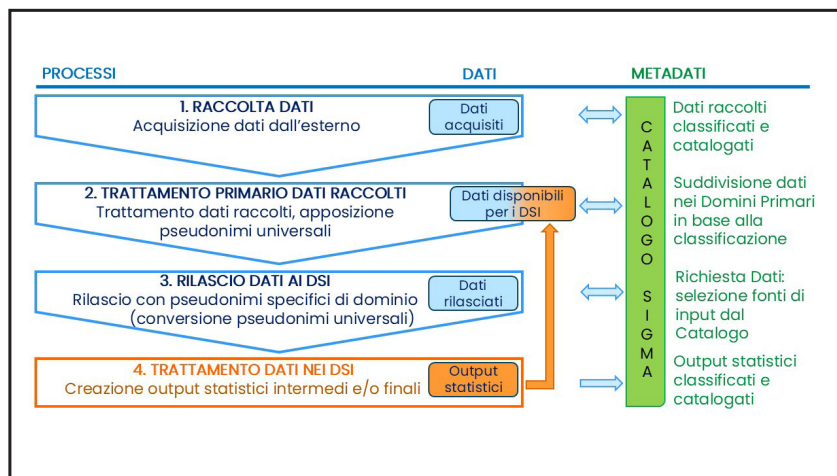 PROCESSI
DATI
METADATI
1. RACCOLTA DATI
Acquisizione dati dall’esterno
Dati
acquisiti
Dati raccolti
classificati e
catalogati
2. TRATTAMENTO PRIMARIO DATI RACCOLTI
Trattamento dati raccolti, apposizione
pseudonimi universali
Dati disponibili
per i DSI
Suddivisione dati
nei Domini Primari
in base alla
classificazione
3. RILASCIO DATI AI DSI
Rilascio con pseudonimi specifici di dominio
(conversione pseudonimi universali)
Dati
rilasciati
Richiesta Dati:
selezione fonti di
input dal
Catalogo
4. TRATTAMENTO DATI NEI DSI
Creazione output statistici intermedi e/o finali
Output
statistici
Output statistici
classificati e
catalogati
CATALOGO SIGMA